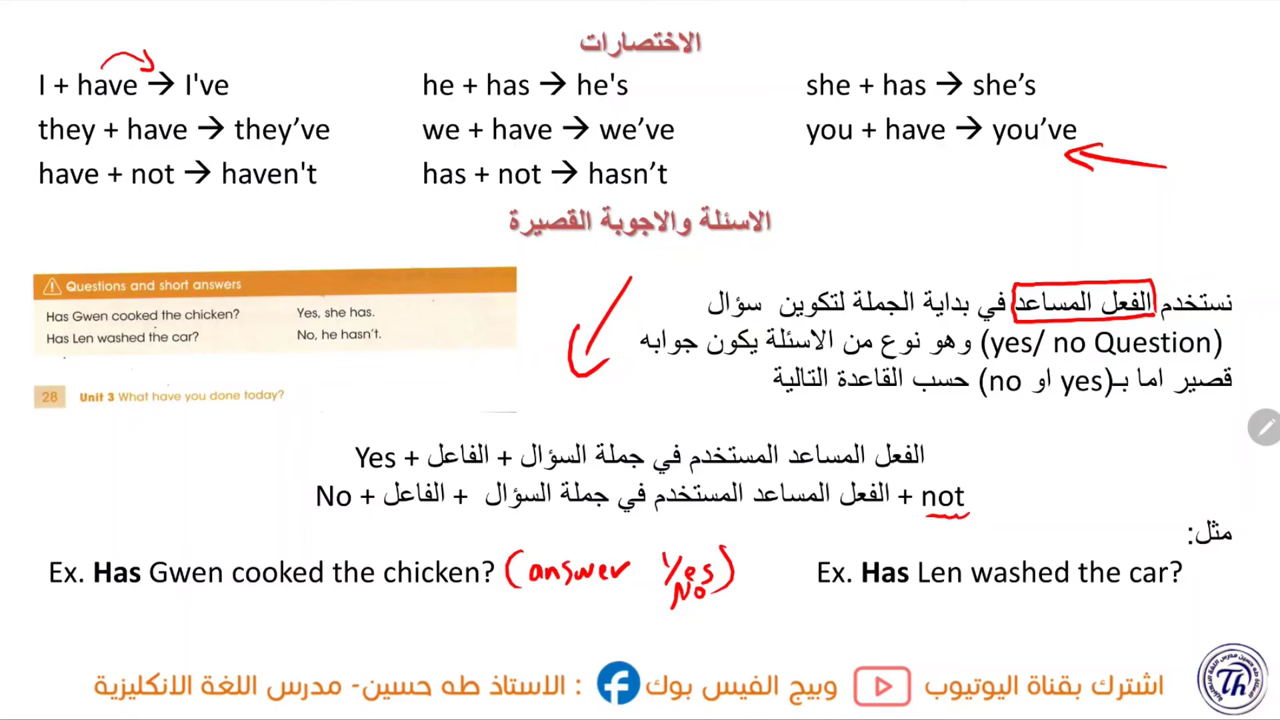 الاختصارات
I + have → I've
he + has → he's
she + has → she’s
they + have → they’ve
we + have → we’ve
you + have → you’ve
have + not → haven't
has + not → hasn’t
الاسئلة والاجوبة القصيرة
Questions and short answers
Has Gwen cooked the chicken? Yes, she has.
Has Len washed the car? No, he hasn't.
28 Unit 3 What have you done today?
نستخدم الفعل المساعد في بداية الجملة لتكوين سؤال
(yes/ no Question) وهو نوع من الاسئلة يكون جوابه
قصير اما بـ(yes او no) حسب القاعدة التالية
Yes + الفاعل + الفعل المساعد المستخدم في جملة السؤال
No + الفاعل + الفعل المساعد المستخدم في جملة السؤال + not
مثل:
Ex. Has Gwen cooked the chicken? (answer Yes
No)
Ex. Has Len washed the car?
اشترك بقناة اليوتيوب وبيج الفيس بوك : الاستاذ طه حسين- مدرس اللغة الانكليزية
Th